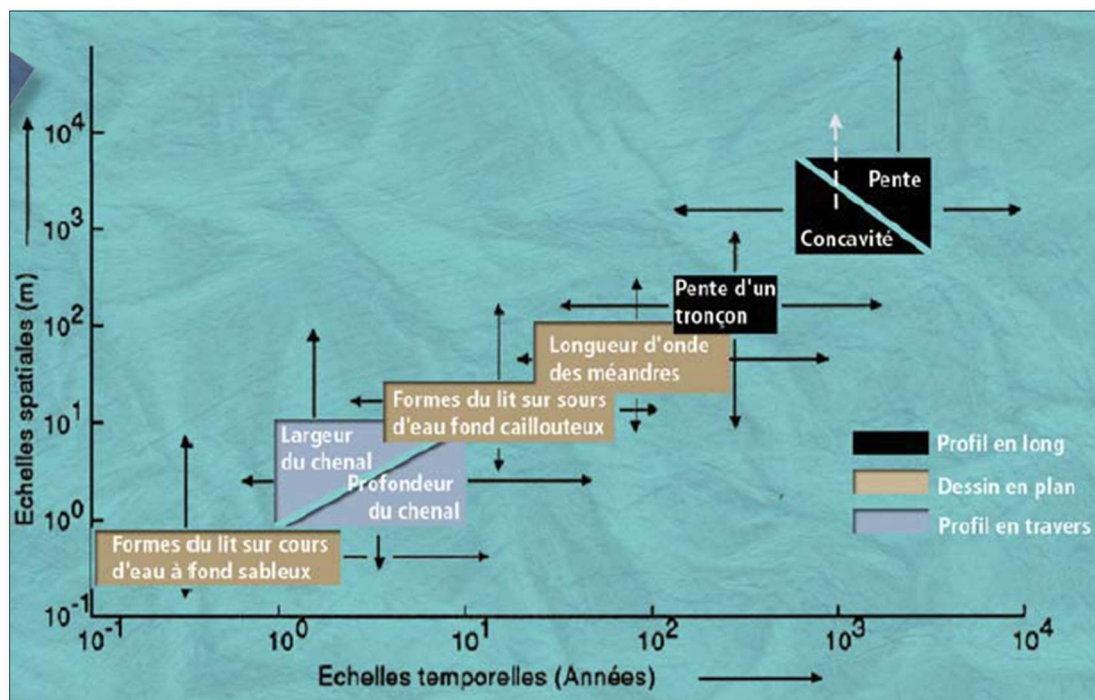 Echelles spatiales (m)
10^4
10^3
10^2
10^1
10^0
10^-1
Pente
Concavité
Pente d'un
tronçon
Longueur d'onde
des méandres
Formes du lit sur sours
d'eau fond caillouteux
Largeur
du chenal
Profondeur
du chenal
Formes du lit sur cours
d'eau à fond sableux
Profil en long
Dessin en plan
Profil en travers
10^-1
10^0
10^1
10^2
10^3
10^4
Echelles temporelles (Années)